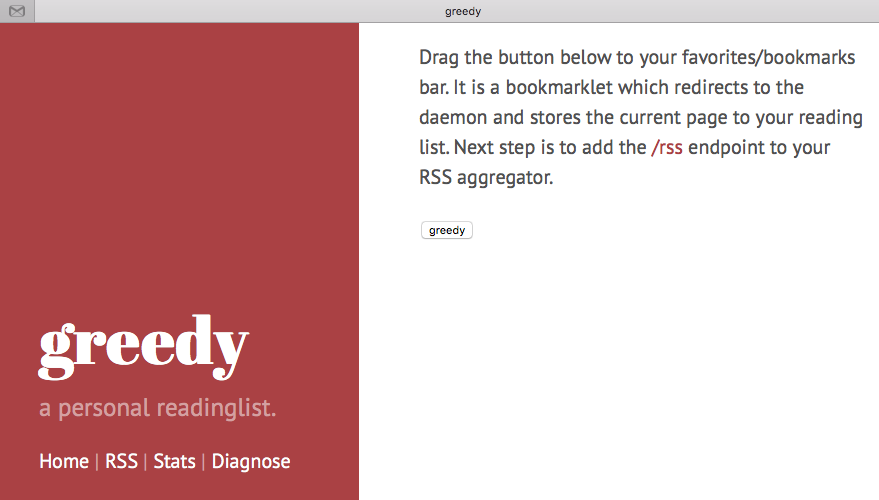 greedy
Drag the button below to your favorites/bookmarks
bar. It is a bookmarklet which redirects to the
daemon and stores the current page to your reading
list. Next step is to add the /rss endpoint to your
RSS aggregator.
greedy
greedy
a personal readinglist.
Home | RSS | Stats | Diagnose